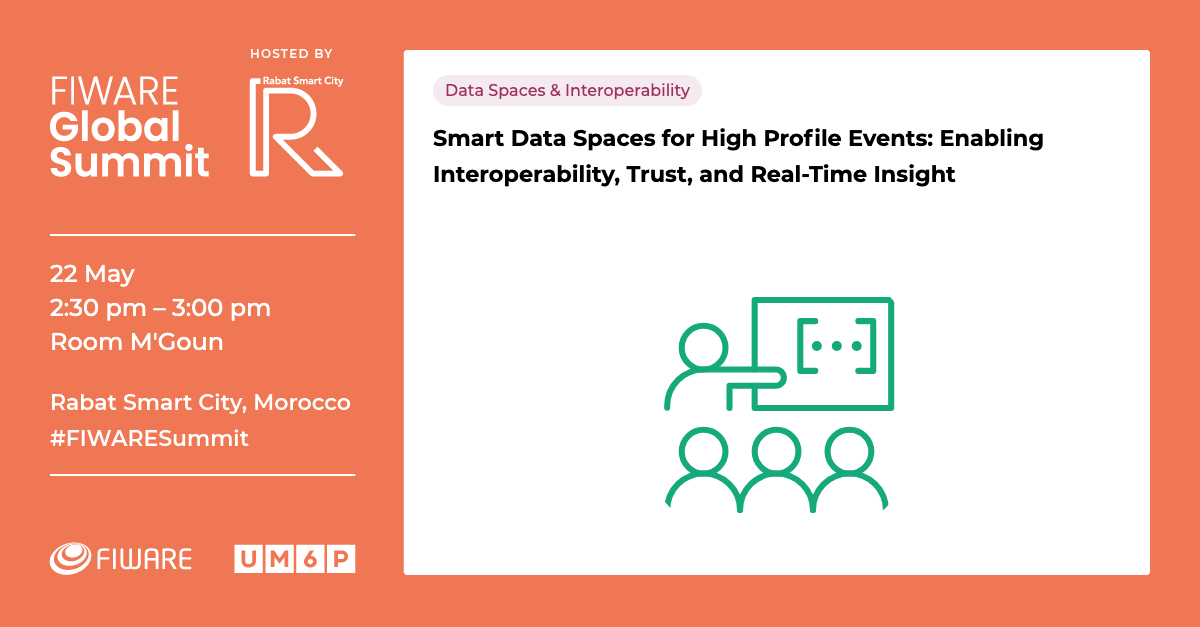 FIWARE
Global
Summit
HOSTED BY
Rabat Smart City
R
22 May
2:30 pm – 3:00 pm
Room M'Goun
Rabat Smart City, Morocco
#FIWARESummit
FIWARE
UM6P
Data Spaces & Interoperability
Smart Data Spaces for High Profile Events: Enabling
Interoperability, Trust, and Real-Time Insight
[...]